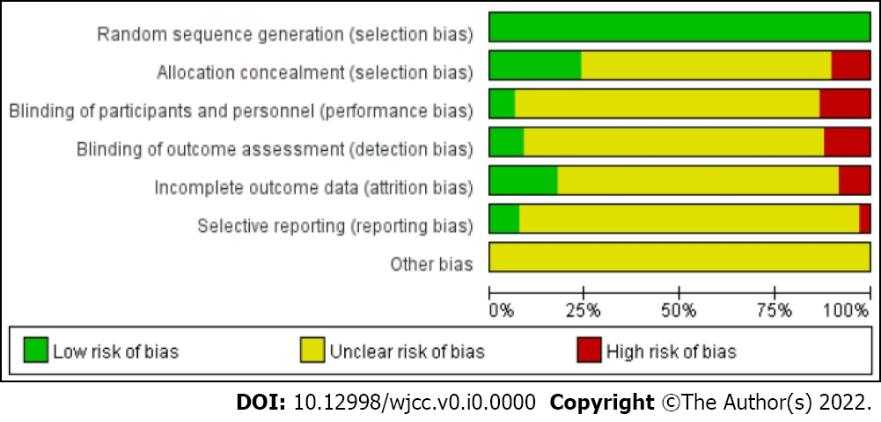 Random sequence generation (selection bias)
Allocation concealment (selection bias)
Blinding of participants and personnel (performance bias)
Blinding of outcome assessment (detection bias)
Incomplete outcome data (attrition bias)
Selective reporting (reporting bias)
Other bias
0% 25% 50% 75% 100%
Low risk of bias Unclear risk of bias High risk of bias
DOI: 10.12998/wjcc.v0.i0.0000 Copyright ©The Author(s) 2022.